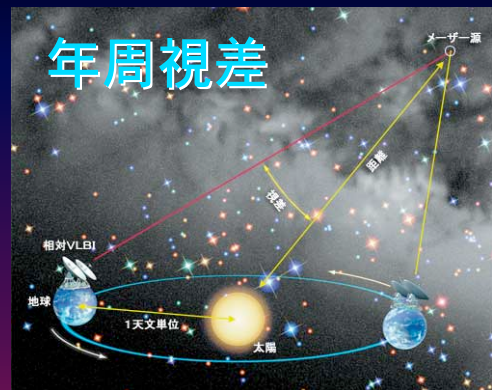 年周視差
メーザー源
距離
視差
相対VLBI
地球
1天文単位
太陽